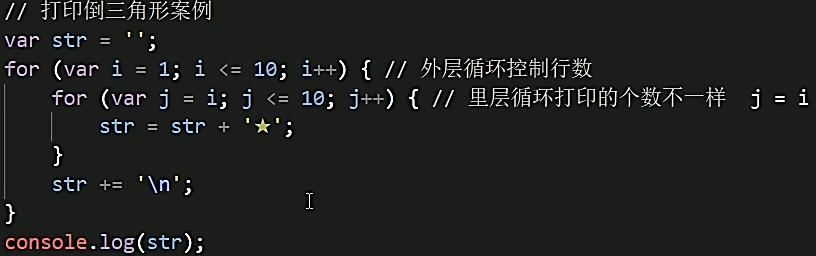 // 打印倒三角形案例
var str = '';
for (var i = 1; i <= 10; i++) { // 外层循环控制行数
    for (var j = i; j <= 10; j++) { // 里层循环打印的个数不一样  j = i
        str = str + '★';
    }
    str += '\n';
}
console.log(str);